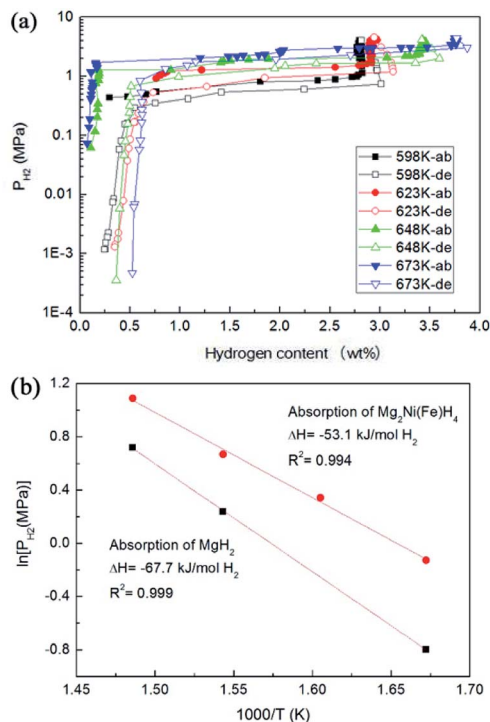 (a)
P_H2 (MPa)
10
1
0.1
0.01
1E-3
1E-4
0.0 0.5 1.0 1.5 2.0 2.5 3.0 3.5 4.0
Hydrogen content (wt%)
598K-ab
598K-de
623K-ab
623K-de
648K-ab
648K-de
673K-ab
673K-de
(b)
ln[P_H2(MPa)]
1.2
0.8
0.4
0.0
-0.4
-0.8
1.45 1.50 1.55 1.60 1.65 1.70
1000/T (K)
Absorption of Mg2Ni(Fe)H4
ΔH= -53.1 kJ/mol H2
R²= 0.994
Absorption of MgH2
ΔH= -67.7 kJ/mol H2
R²= 0.999